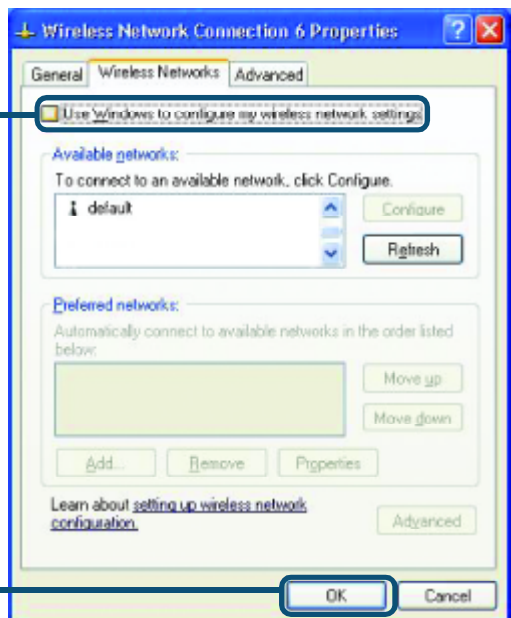 Wireless Network Connection 6 Properties
General Wireless Networks Advanced
Use Windows to configure my wireless network settings
Available networks:
To connect to an available network, click Configure.
default
Configure
Refresh
Preferred networks:
Automatically connect to available networks in the order listed
below:
Move up
Move down
Add... Remove Properties
Learn about setting up wireless network
configuration.
Advanced
OK Cancel